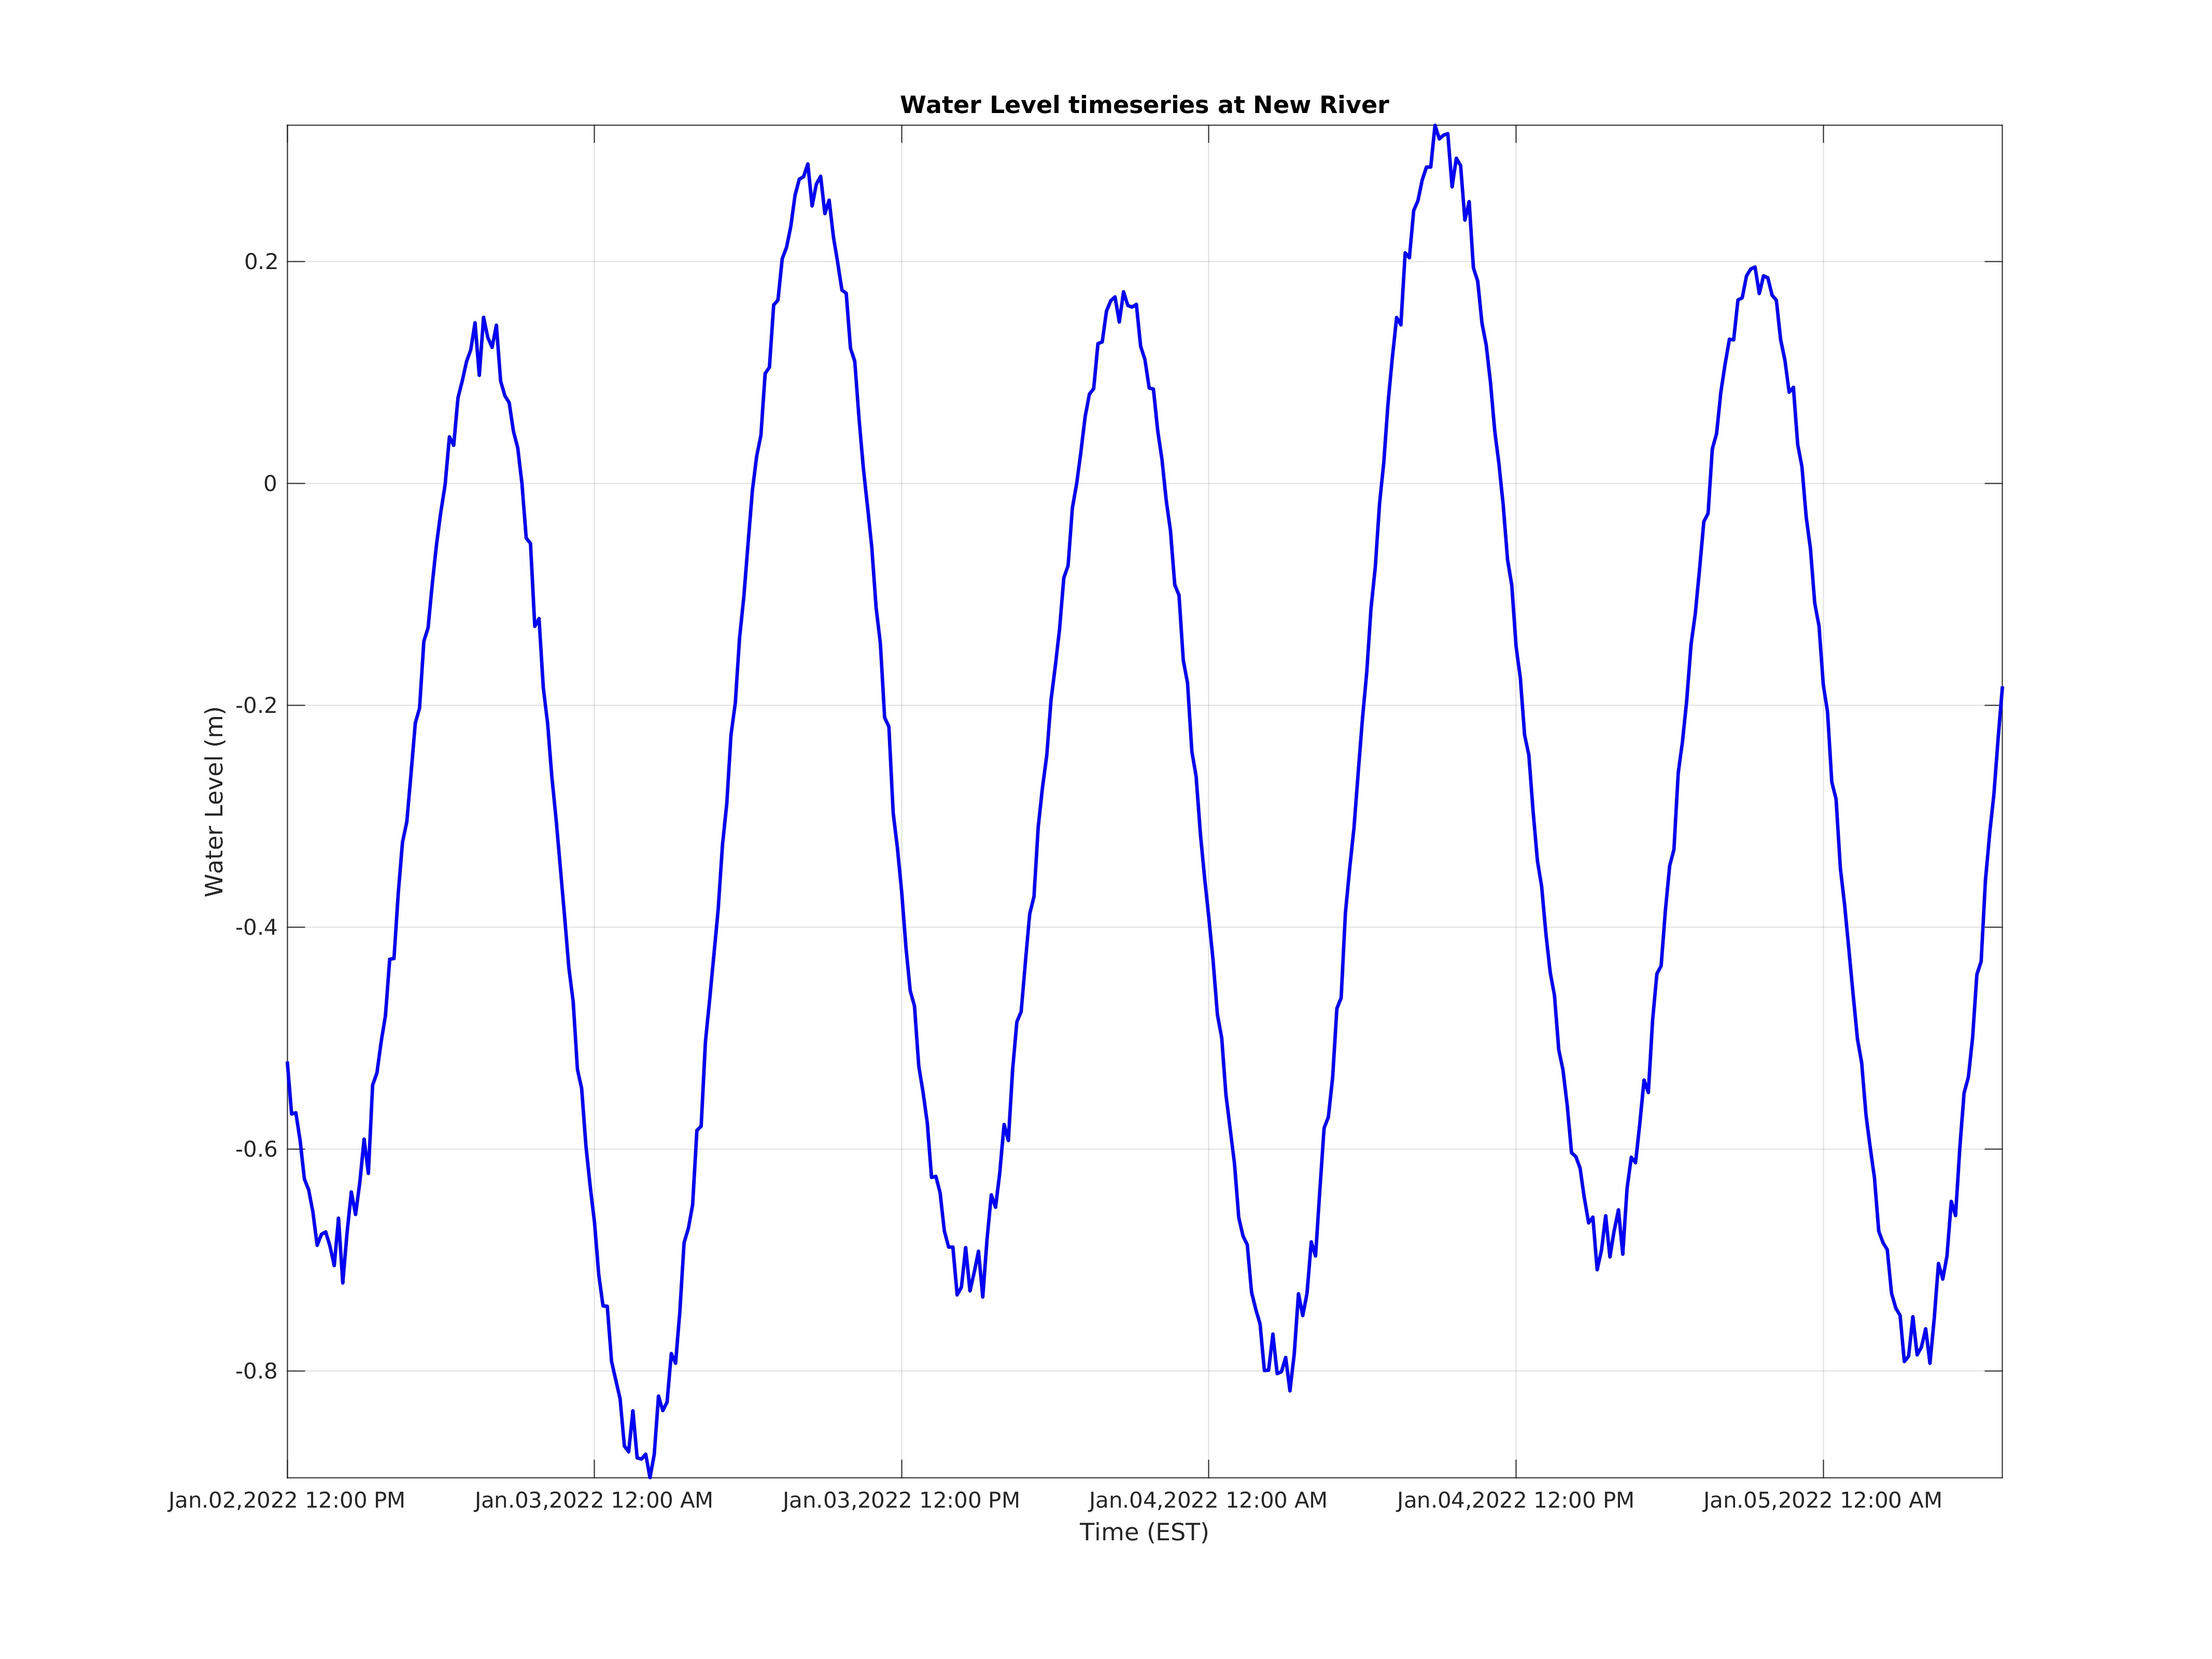 Water Level timeseries at New River
0.2
0
-0.2
-0.4
-0.6
-0.8
Water Level (m)
Jan.02,2022 12:00 PM
Jan.03,2022 12:00 AM
Jan.03,2022 12:00 PM
Jan.04,2022 12:00 AM
Jan.04,2022 12:00 PM
Jan.05,2022 12:00 AM
Time (EST)